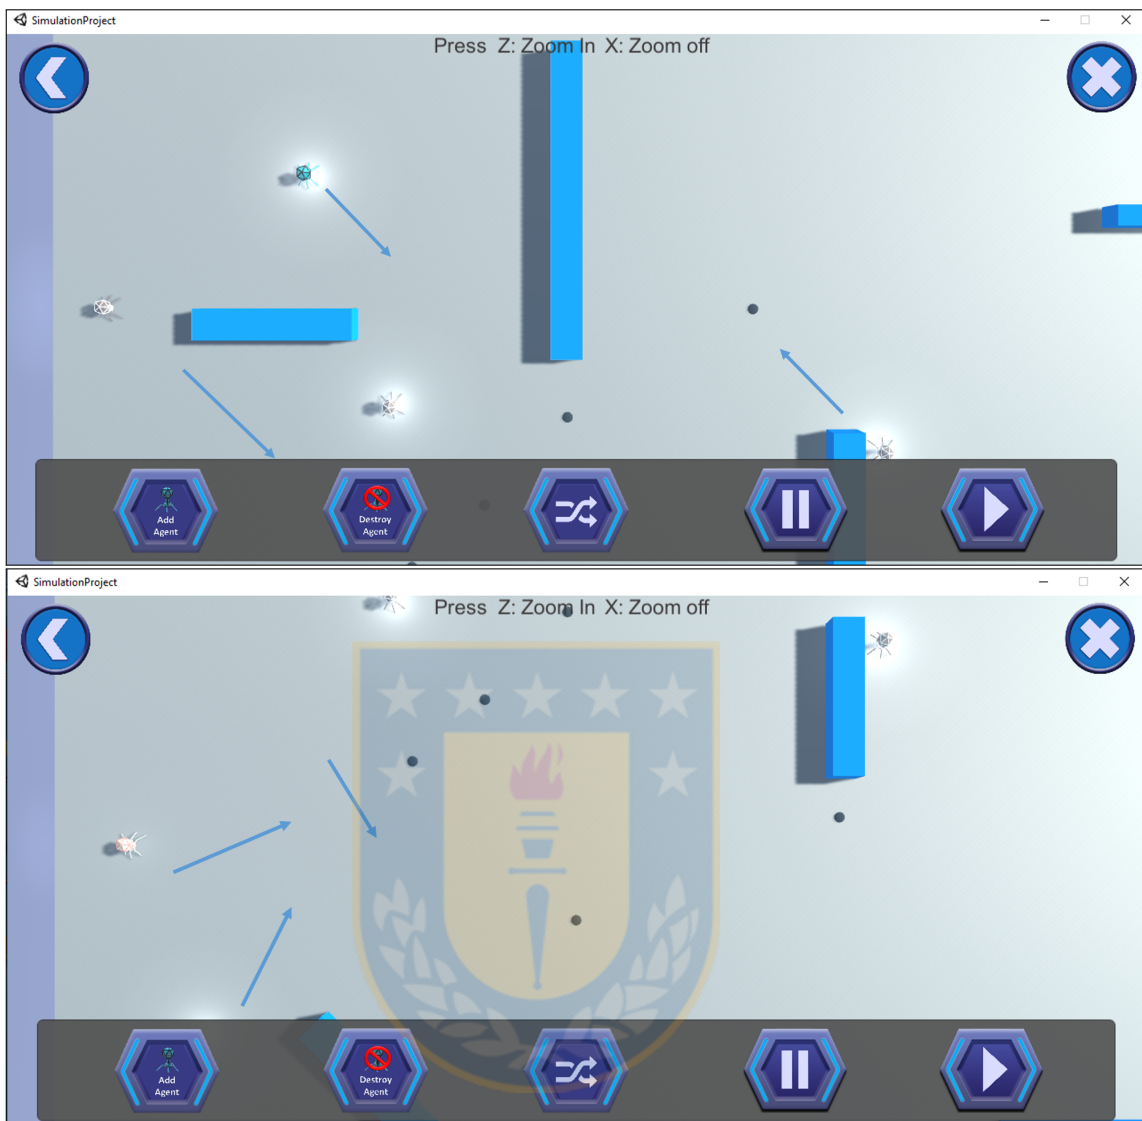 SimulationProject
Press Z: Zoom In X: Zoom off
Add
Agent
Destroy
Agent
SimulationProject
Press Z: Zoom In X: Zoom off
Add
Agent
Destroy
Agent